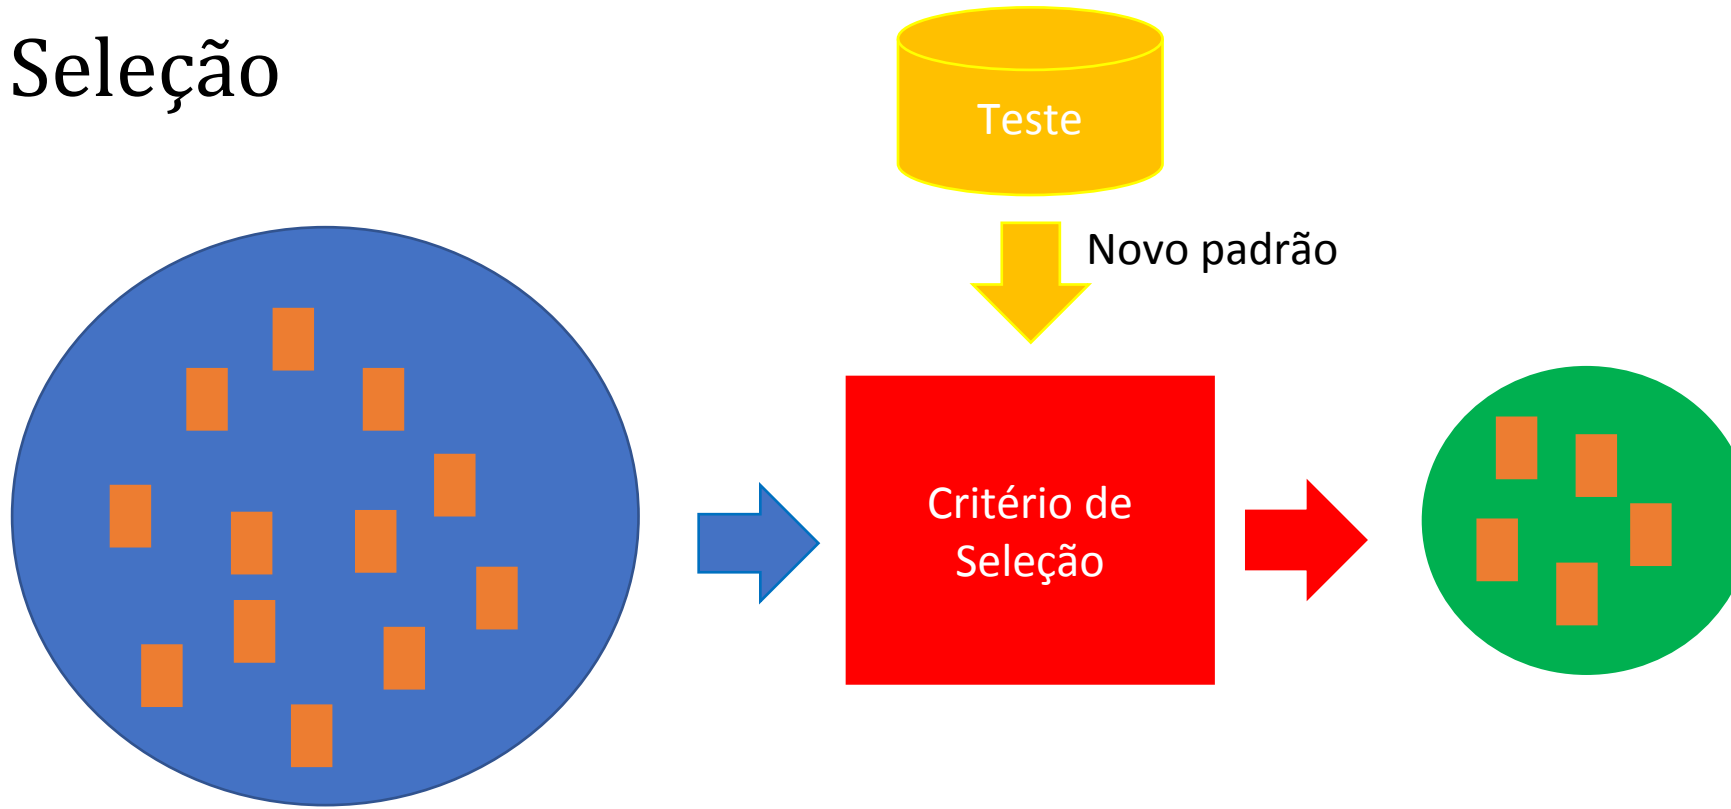 Seleção
Teste
Novo padrão
Critério de
Seleção